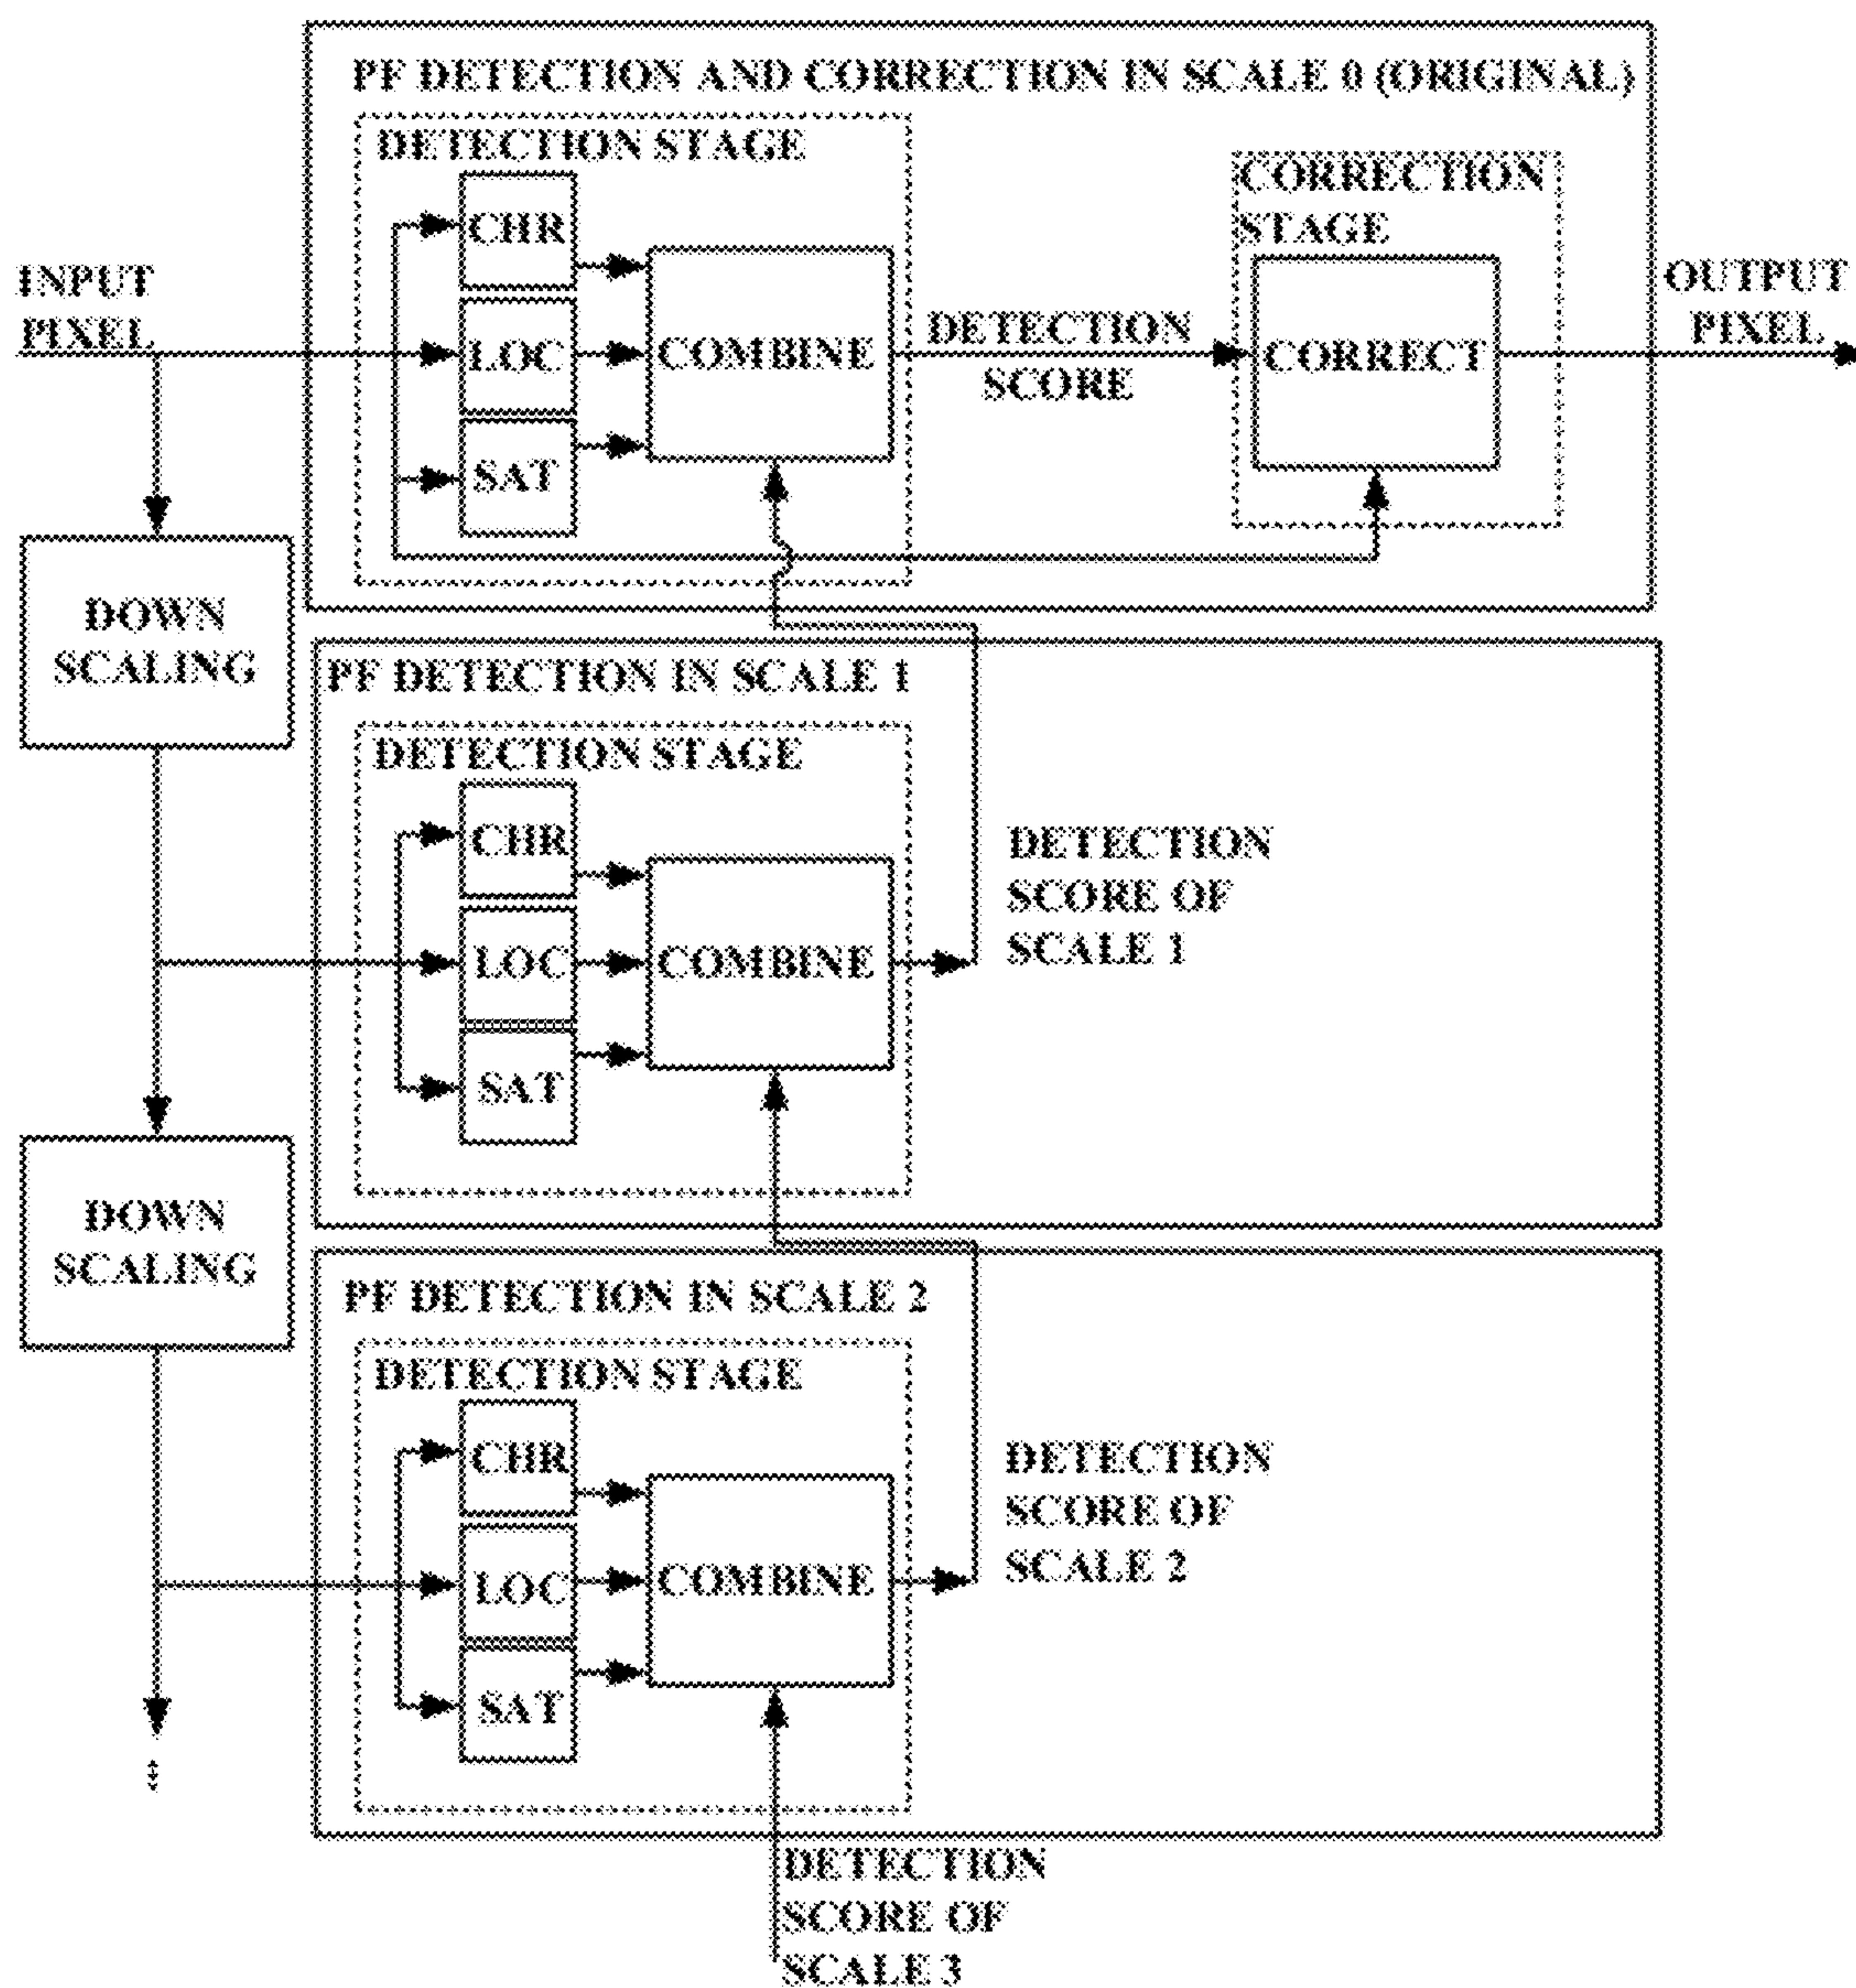 PF DETECTION AND CORRECTION IN SCALE 0 (ORIGINAL)
DETECTION STAGE
CORRECTION
STAGE
CHR
INPUT
PIXEL
LOC
COMBINE
DETECTION
SCORE
CORRECT
OUTPUT
PIXEL
SAT
DOWN
SCALING
PF DETECTION IN SCALE 1
DETECTION STAGE
CHR
LOC
COMBINE
SAT
DETECTION
SCORE OF
SCALE 1
DOWN
SCALING
PF DETECTION IN SCALE 2
DETECTION STAGE
CHR
LOC
COMBINE
SAT
DETECTION
SCORE OF
SCALE 2
DETECTION
SCORE OF
SCALE 3